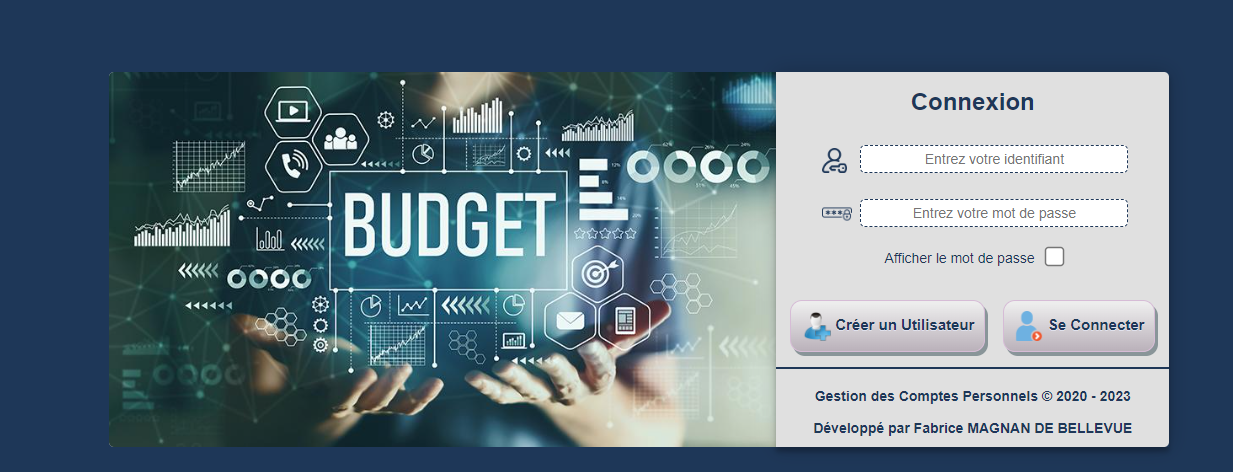 BUDGET
Connexion
Entrez votre identifiant
Entrez votre mot de passe
Afficher le mot de passe
Créer un Utilisateur
Se Connecter
Gestion des Comptes Personnels © 2020 - 2023
Développé par Fabrice MAGNAN DE BELLEVUE